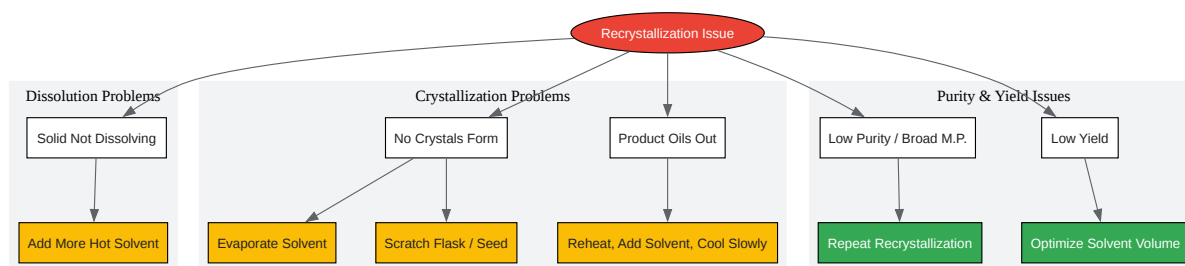 Recrystallization Issue
Dissolution Problems
Crystallization Problems
Purity & Yield Issues
Solid Not Dissolving
No Crystals Form
Product Oils Out
Low Purity / Broad M.P.
Low Yield
Add More Hot Solvent
Evaporate Solvent
Scratch Flask / Seed
Reheat, Add Solvent, Cool Slowly
Repeat Recrystallization
Optimize Solvent Volume